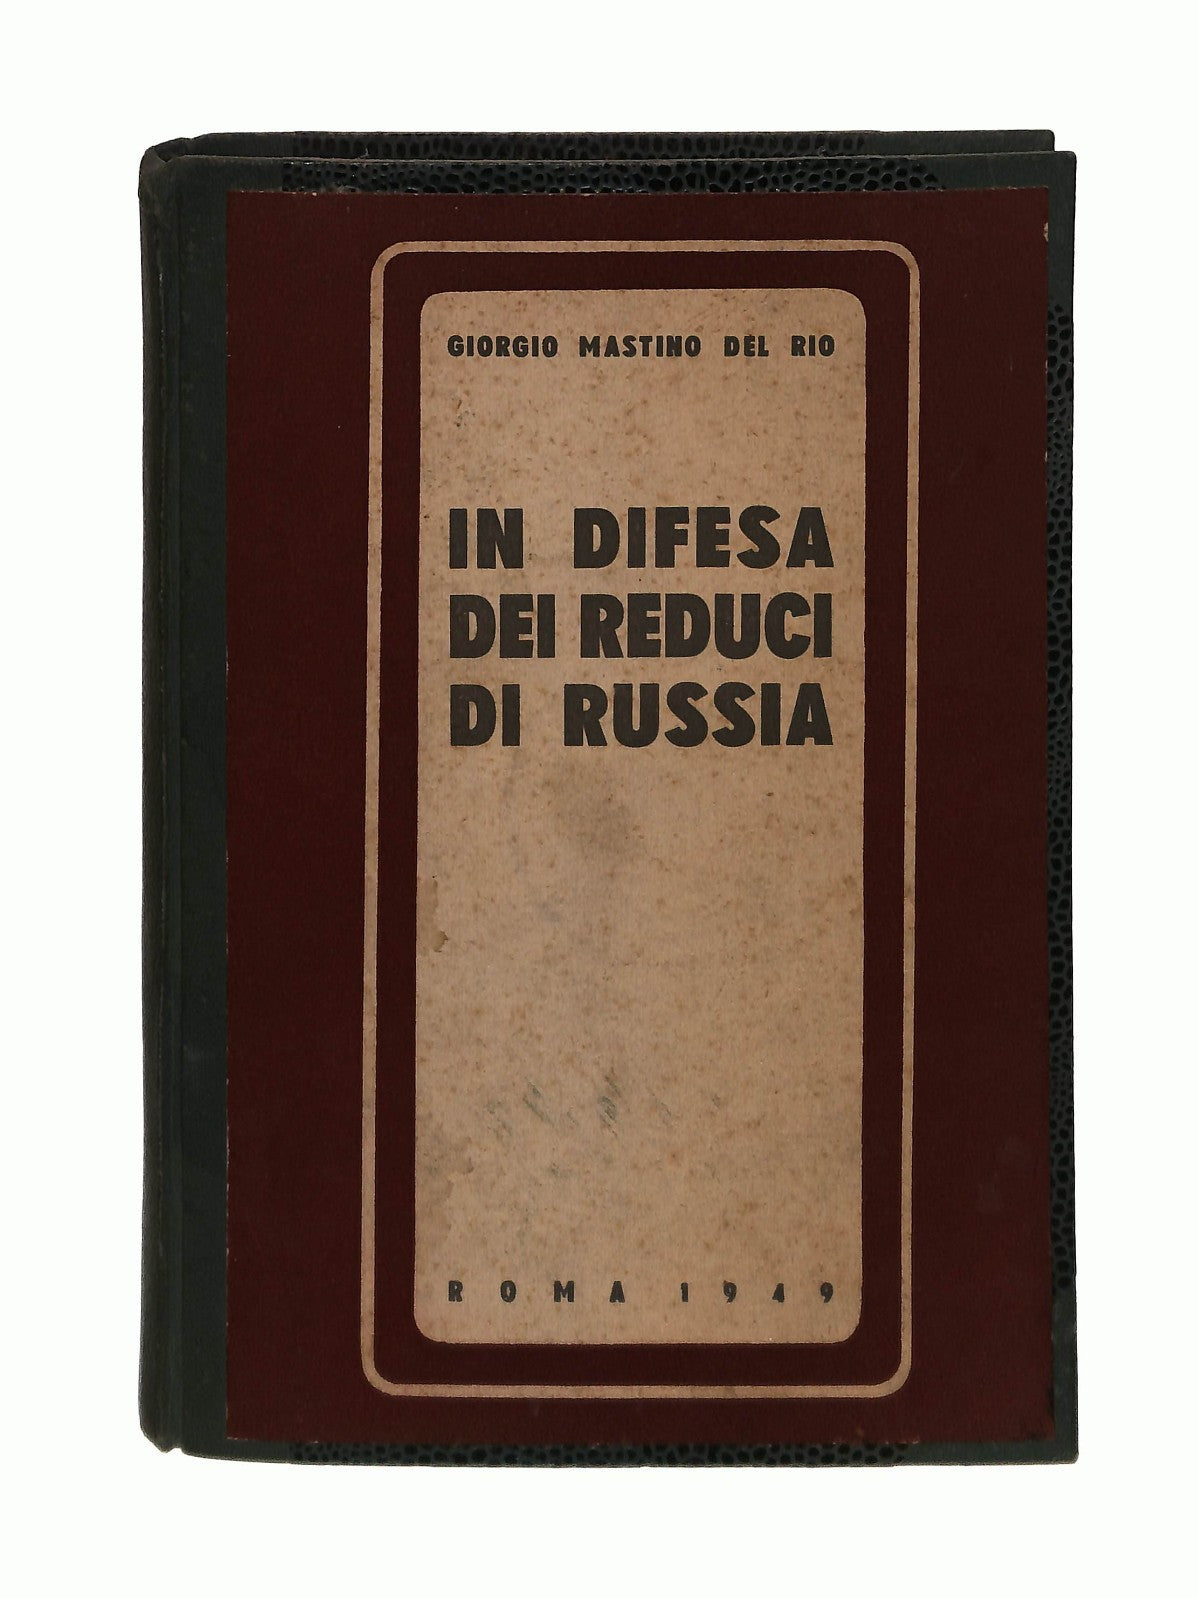 GIORGIO MASTINO DEL RIO
IN DIFESA
DEI REDUCI
DI RUSSIA
ROMA 1949